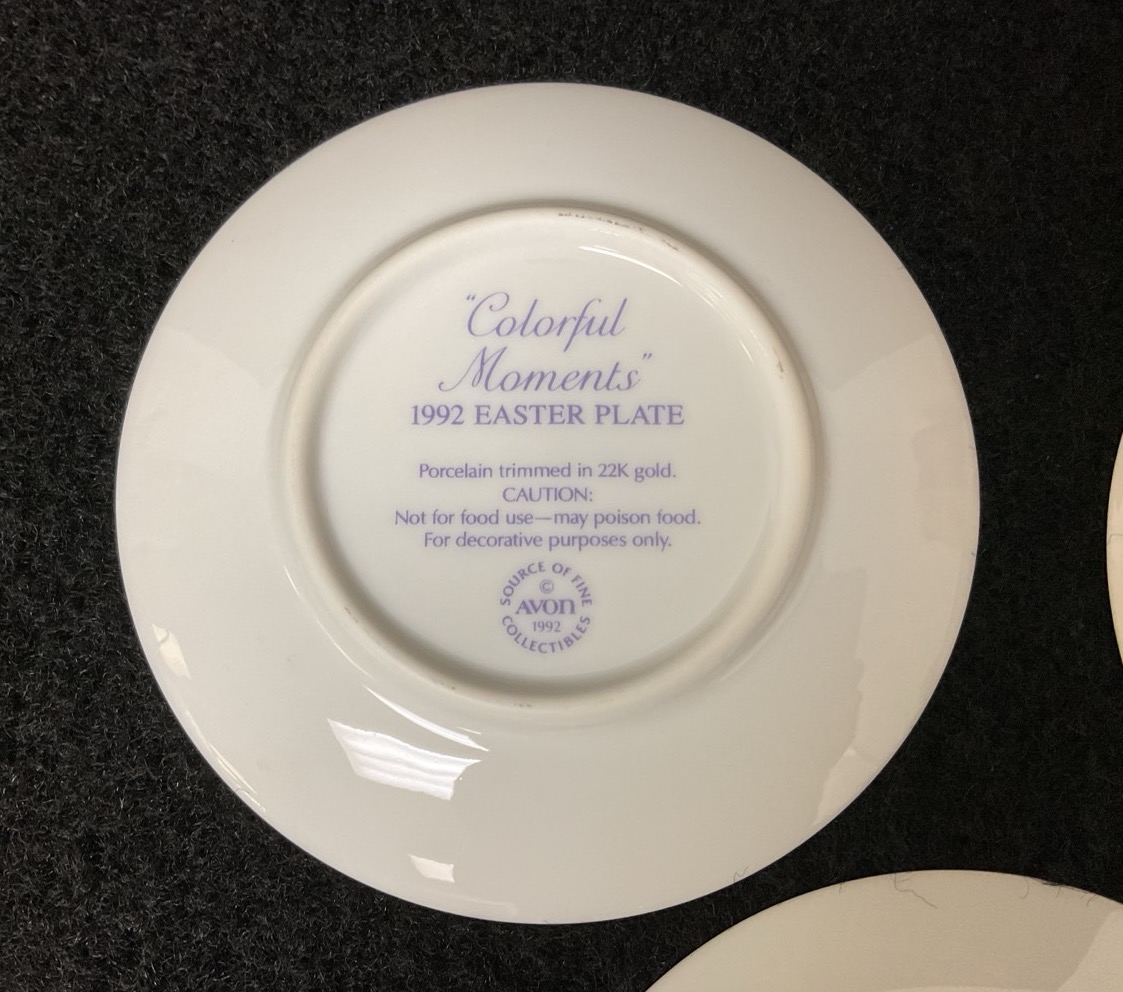 "Colorful
Moments"
1992 EASTER PLATE
Porcelain trimmed in 22K gold.
CAUTION:
Not for food use—may poison food.
For decorative purposes only.
SOURCE OF FINE
©
AVON
1992
COLLECTIBLES